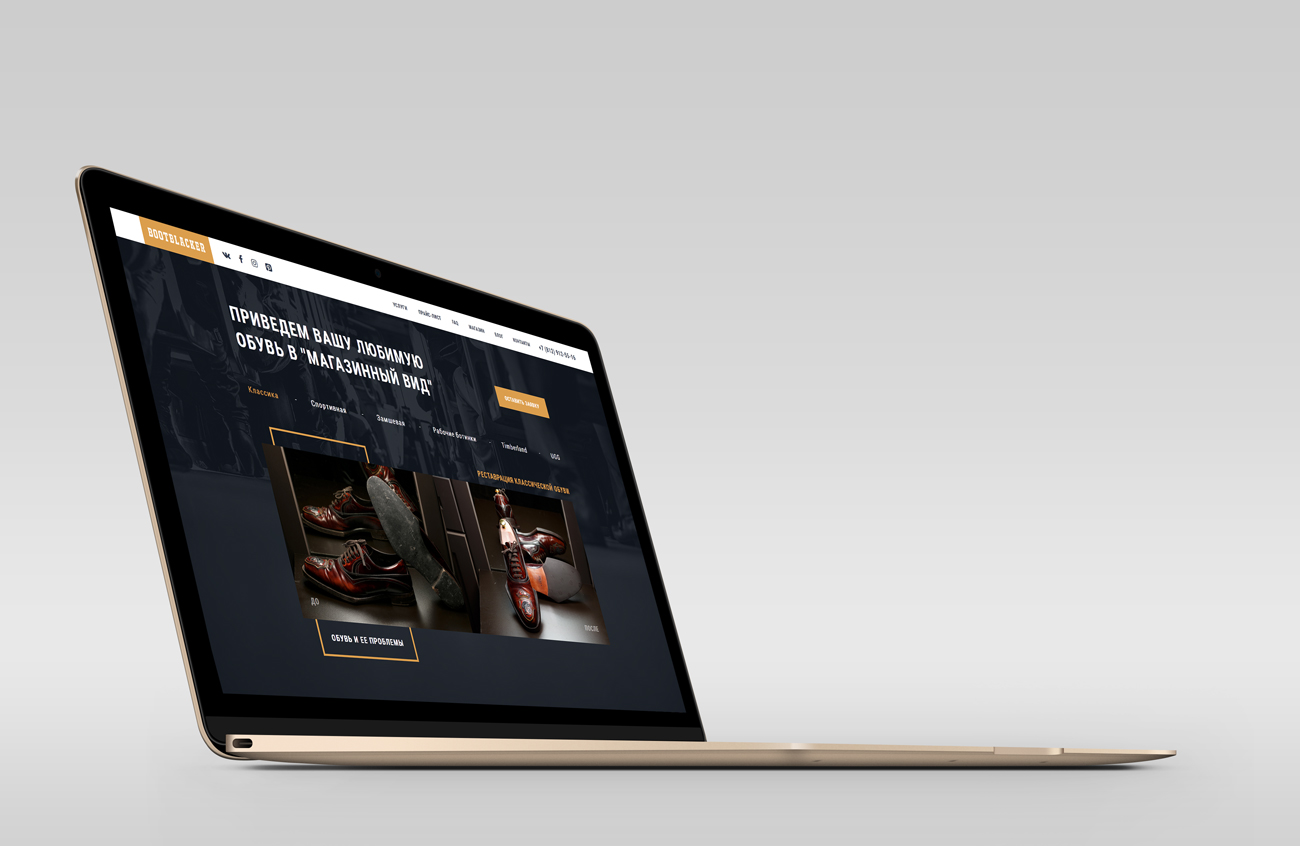 BOOTBLACKER
УСЛУГИ
ПРАЙС-ЛИСТ
FAQ
МАГАЗИН
БЛОГ
КОНТАКТЫ
+7 (812) 912-55-15
ПРИВЕДЕМ ВАШУ ЛЮБИМУЮ
ОБУВЬ В "МАГАЗИННЫЙ ВИД"
ОСТАВИТЬ ЗАЯВКУ
Классика - Спортивная - Замшевая - Рабочие ботинки - Timberland - UGG
РЕСТАВРАЦИЯ КЛАССИЧЕСКОЙ ОБУВИ
ДО
ПОСЛЕ
ОБУВЬ И ЕЕ ПРОБЛЕМЫ